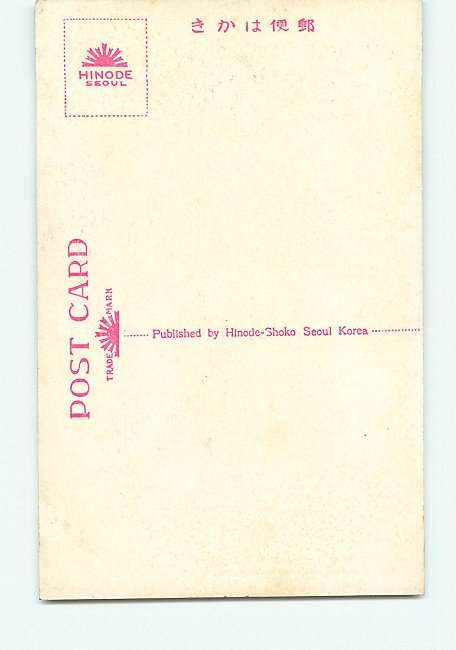 きかは便郵
HINODE
SEOUL
POST CARD
TRADE MARK
Published by Hinode-Shoko Seoul Korea